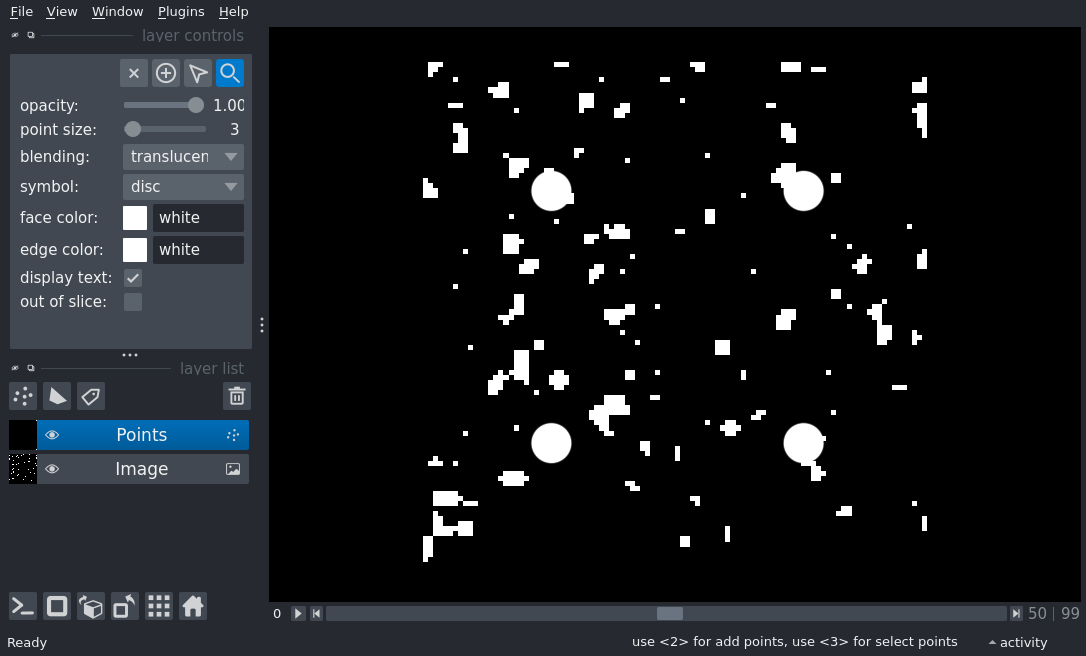 File View Window Plugins Help
layer controls
opacity: 1.00
point size: 3
blending: translucen
symbol: disc
face color: white
edge color: white
display text:
out of slice:
layer list
Points
Image
0 50 99
Ready use <2> for add points, use <3> for select points activity